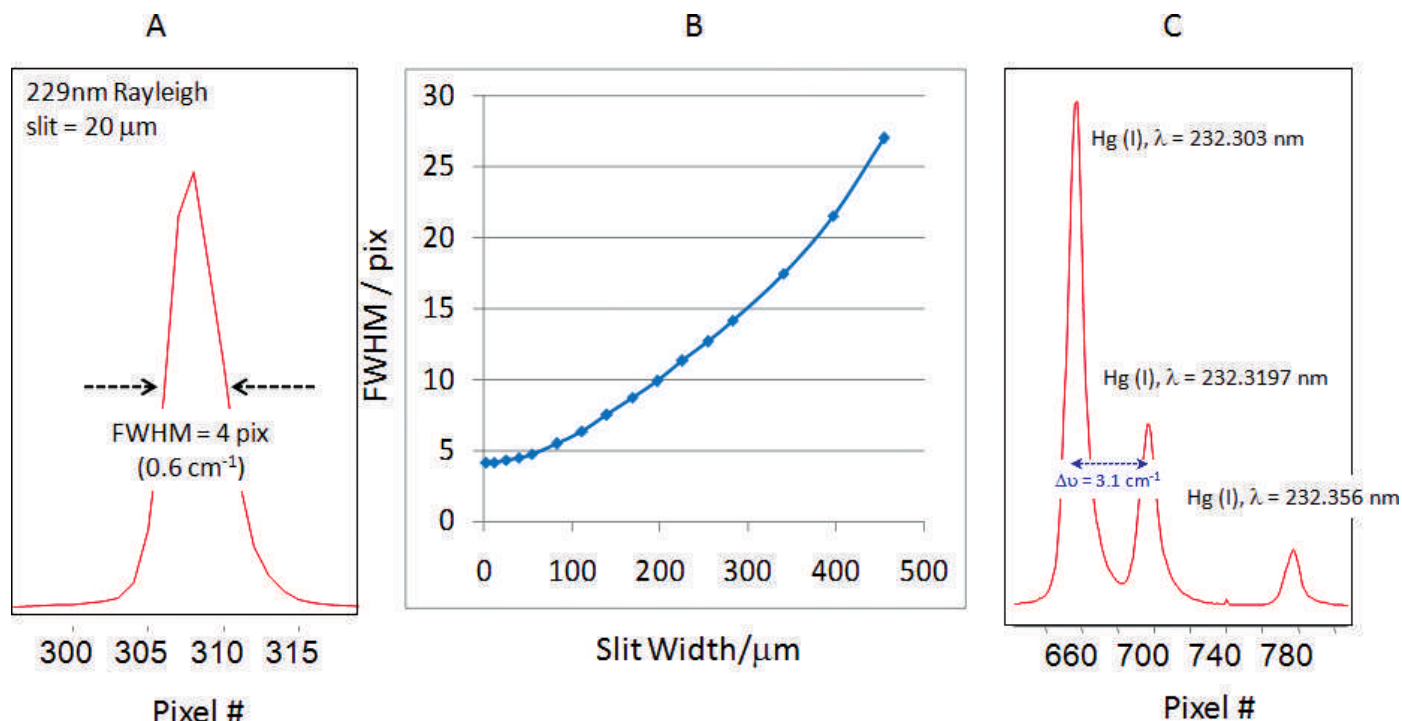 A
B
C
229nm Rayleigh
slit = 20 μm
FWHM = 4 pix
(0.6 cm⁻¹)
300 305 310 315
Pixel #
FWHM / pix
30
25
20
15
10
5
0
0 100 200 300 400 500
Slit Width/μm
Hg (I), λ = 232.303 nm
Hg (I), λ = 232.3197 nm
Δυ = 3.1 cm⁻¹
Hg (I), λ = 232.356 nm
660 700 740 780
Pixel #